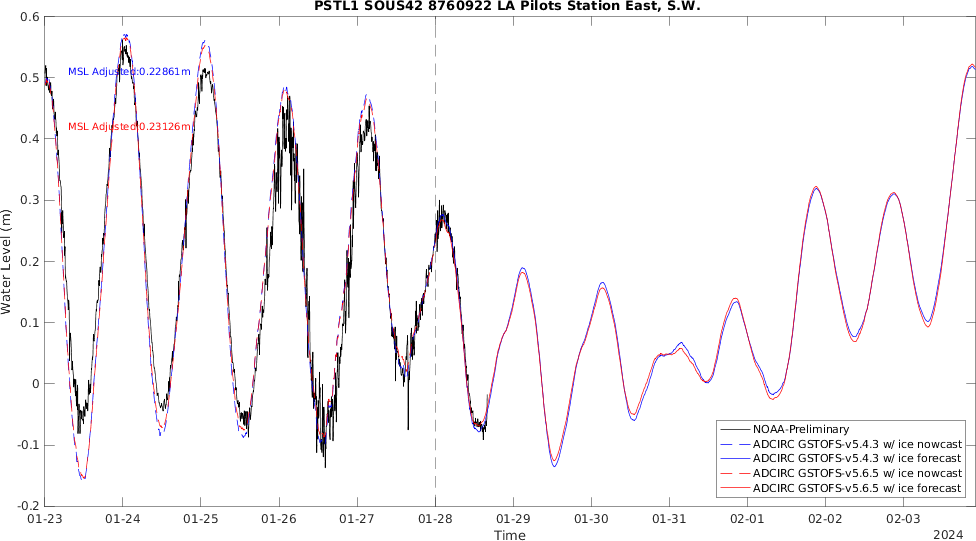 PSTL1 SOUS42 8760922 LA Pilots Station East, S.W.
0.6
0.5
0.4
0.3
0.2
0.1
0
-0.1
-0.2
Water Level (m)
MSL Adjusted:0.22861m
MSL Adjusted:0.23126m
NOAA-Preliminary
ADCIRC GSTOFS-v5.4.3 w/ ice nowcast
ADCIRC GSTOFS-v5.4.3 w/ ice forecast
ADCIRC GSTOFS-v5.6.5 w/ ice nowcast
ADCIRC GSTOFS-v5.6.5 w/ ice forecast
01-23 01-24 01-25 01-26 01-27 01-28 01-29 01-30 01-31 02-01 02-02 02-03
Time
2024